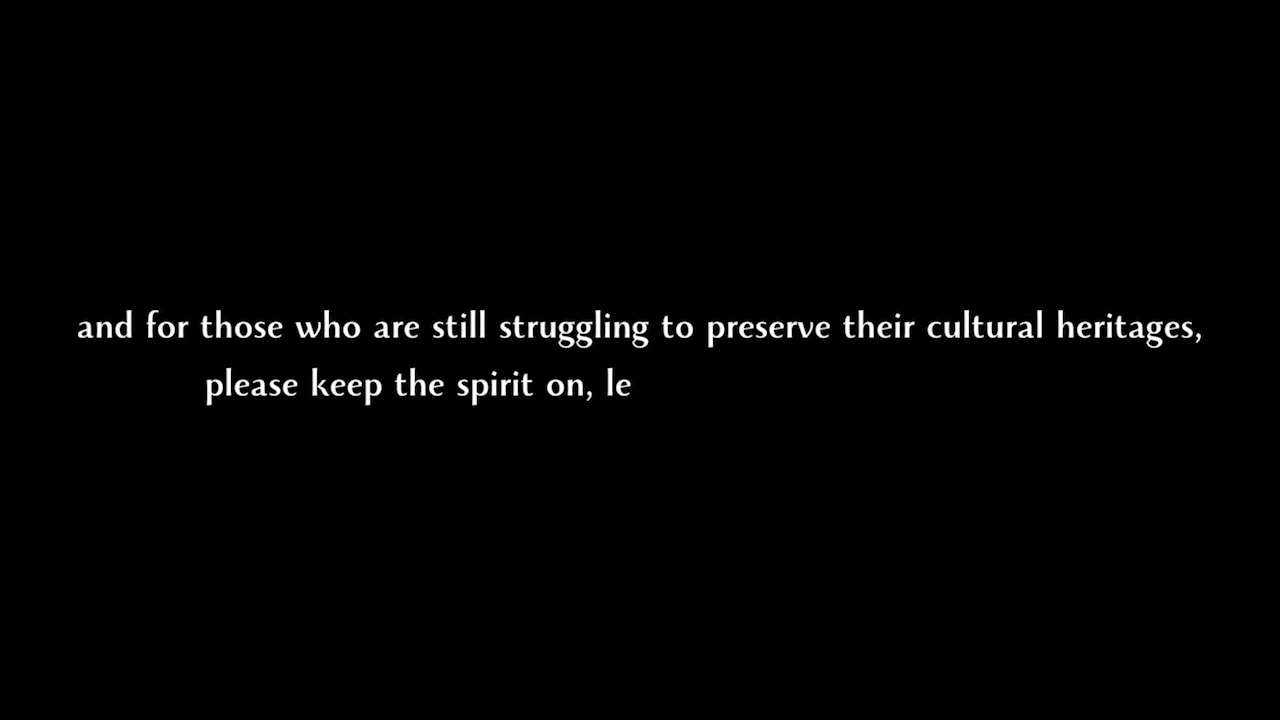 and for those who are still struggling to preserve their cultural heritages,
please keep the spirit on, le